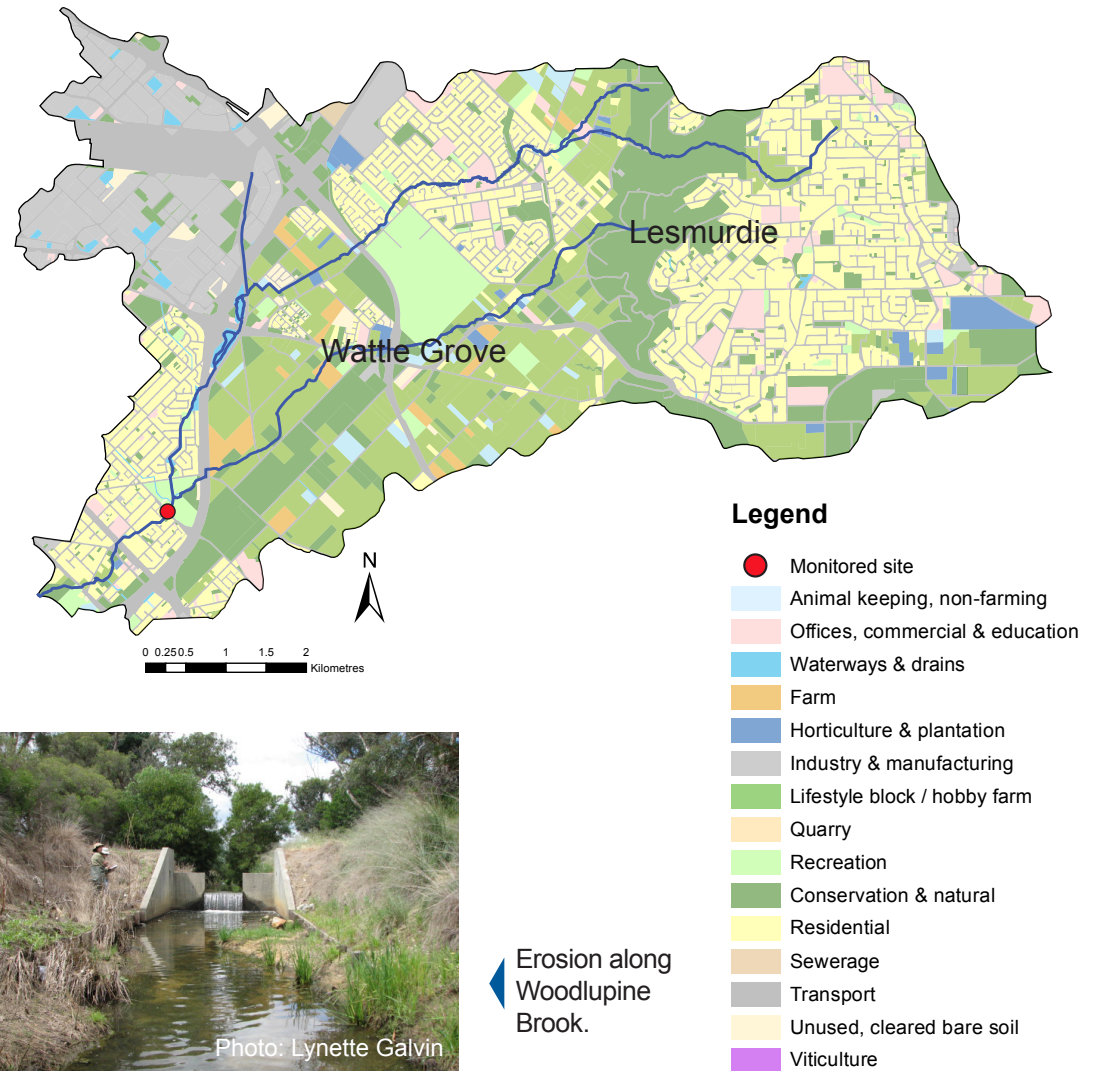 Lesmurdie
Wattle Grove
N
0 0.25 0.5 1 1.5 2
Kilometres
Legend
Monitored site
Animal keeping, non-farming
Offices, commercial & education
Waterways & drains
Farm
Horticulture & plantation
Industry & manufacturing
Lifestyle block / hobby farm
Quarry
Recreation
Conservation & natural
Residential
Sewerage
Transport
Unused, cleared bare soil
Viticulture
Erosion along
Woodlupine
Brook.
Photo: Lynette Galvin